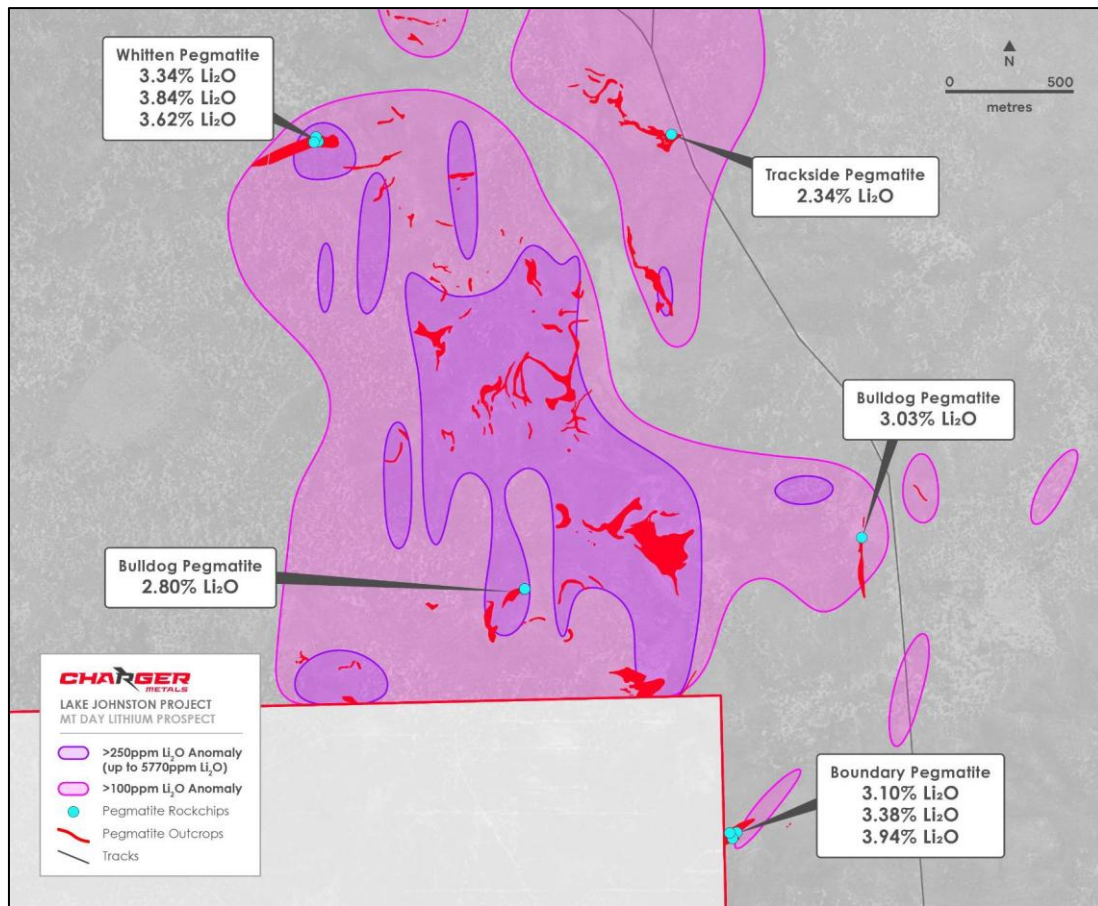 Whitten Pegmatite
3.34% Li₂O
3.84% Li₂O
3.62% Li₂O
N
0 500
metres
Trackside Pegmatite
2.34% Li₂O
Bulldog Pegmatite
3.03% Li₂O
Bulldog Pegmatite
2.80% Li₂O
CHARGER
METALS
LAKE JOHNSTON PROJECT
MT DAY LITHIUM PROSPECT
>250ppm Li₂O Anomaly
(up to 5770ppm Li₂O)
>100ppm Li₂O Anomaly
Pegmatite Rockchips
Pegmatite Outcrops
Tracks
Boundary Pegmatite
3.10% Li₂O
3.38% Li₂O
3.94% Li₂O